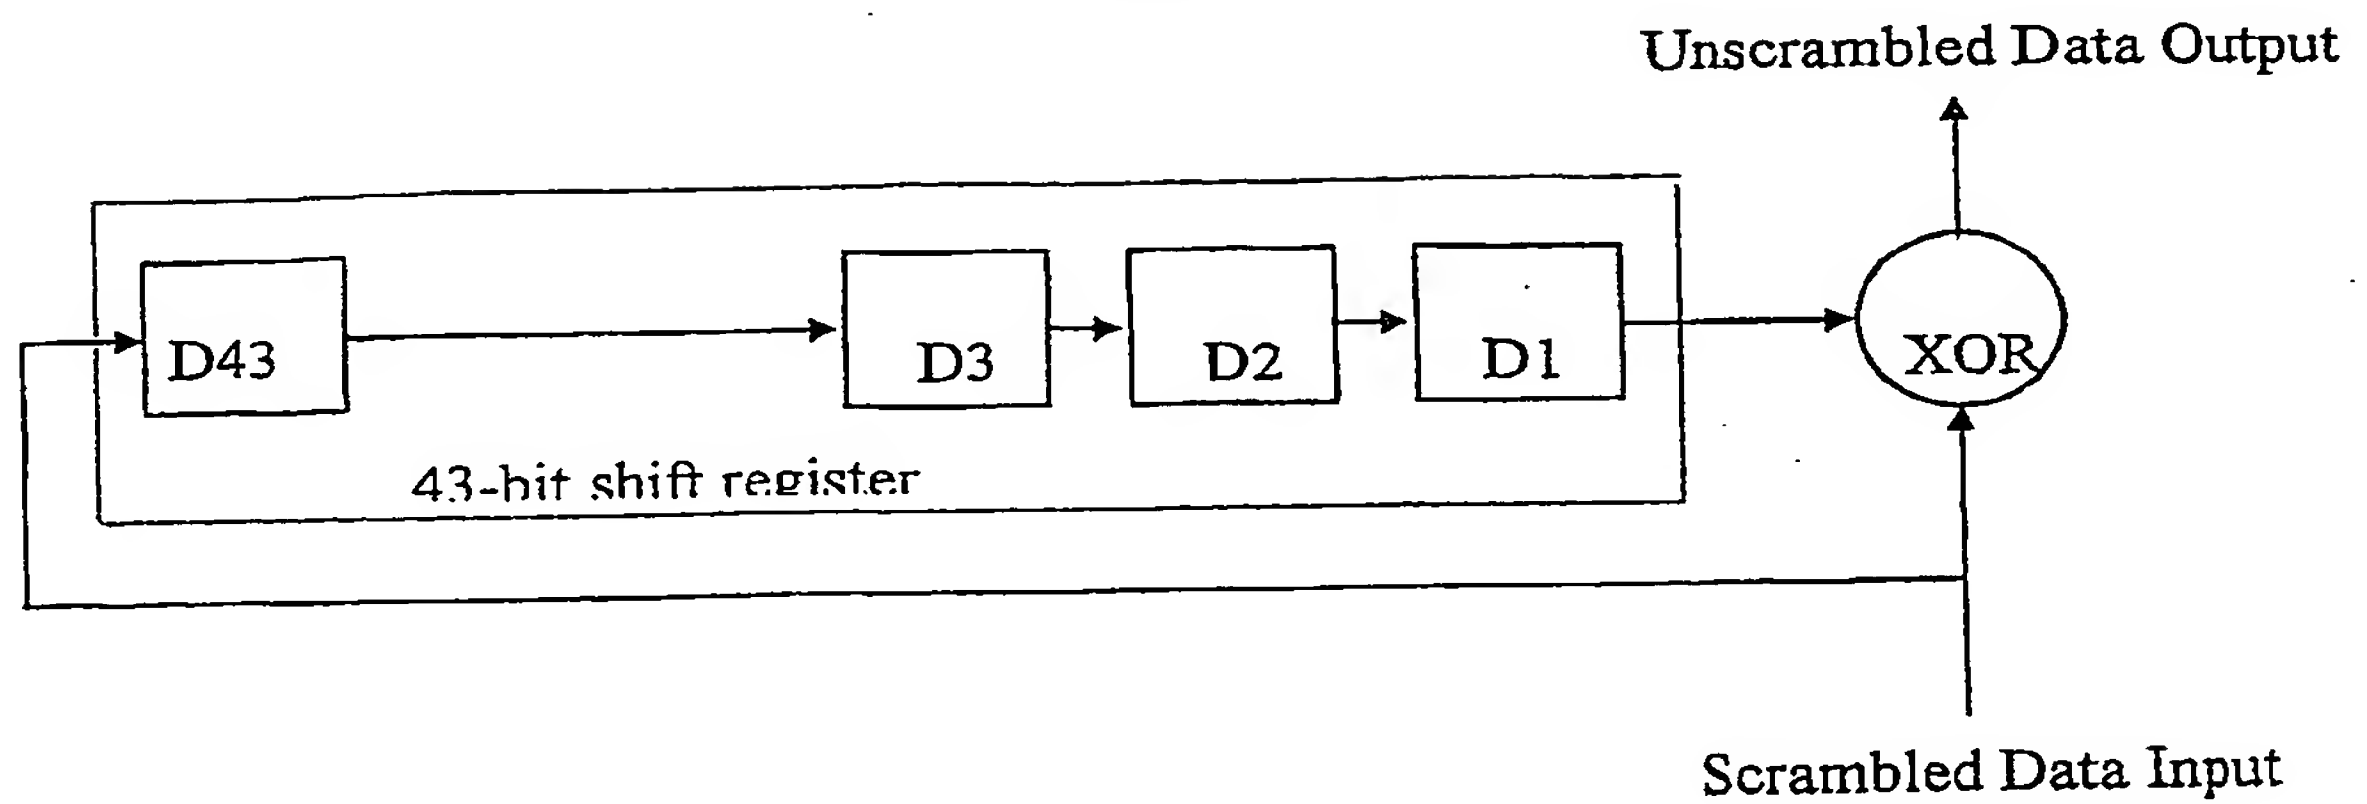 Unscrambled Data Output
D43
D3
D2
D1
XOR
43-bit shift register
Scrambled Data Input